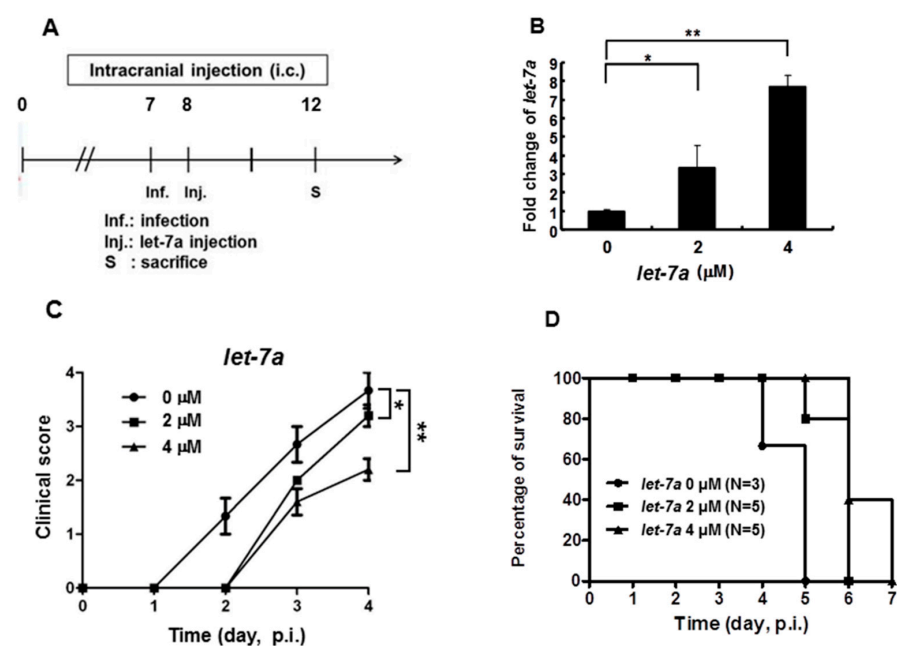 A
Intracranial injection (i.c.)
0 7 8 12
Inf. Inj. S
Inf.: infection
Inj.: let-7a injection
S : sacrifice
B
**
*
Fold change of let-7a
9
8
7
6
5
4
3
2
1
0
0 2 4
let-7a (μM)
C
let-7a
Clinical score
4
3
2
1
0
0 μM
2 μM
4 μM
*
**
0 1 2 3 4
Time (day, p.i.)
D
Percentage of survival
100
80
60
40
20
0
let-7a 0 μM (N=3)
let-7a 2 μM (N=5)
let-7a 4 μM (N=5)
0 1 2 3 4 5 6 7
Time (day, p.i.)